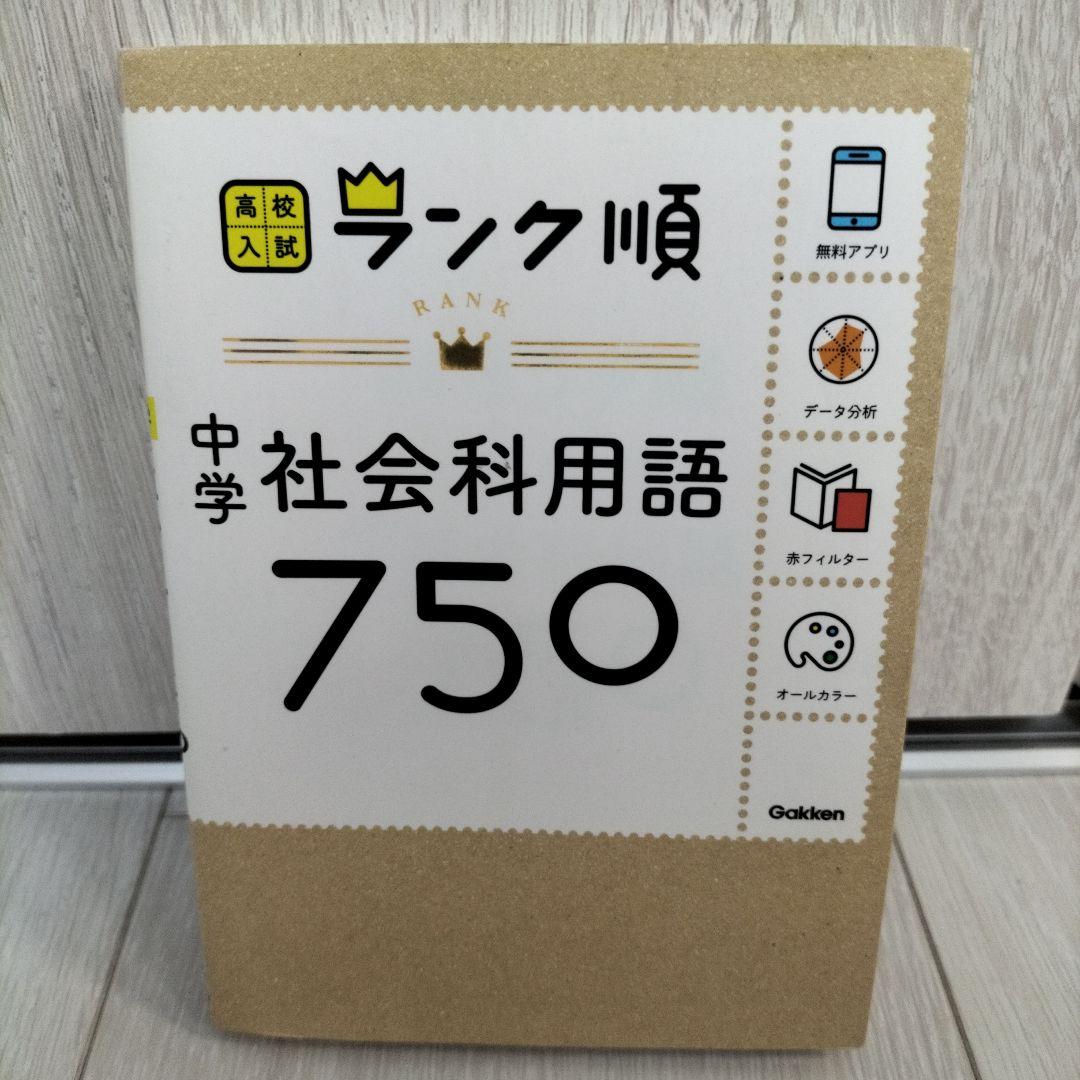 高校
入試
ランク順
RANK
中学
社会科用語
750
無料アプリ
データ分析
赤フィルター
オールカラー
Gakken